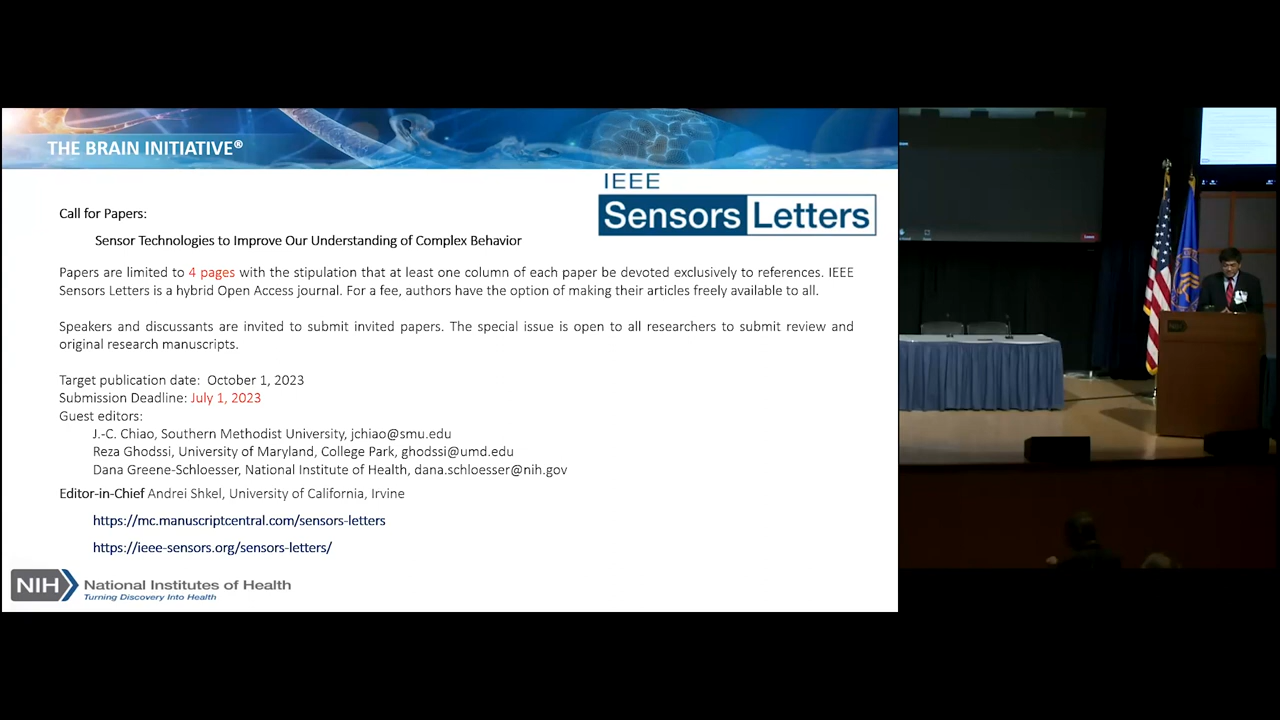 THE BRAIN INITIATIVE®
IEEE
Sensors Letters
Call for Papers:
Sensor Technologies to Improve Our Understanding of Complex Behavior
Papers are limited to 4 pages with the stipulation that at least one column of each paper be devoted exclusively to references. IEEE
Sensors Letters is a hybrid Open Access journal. For a fee, authors have the option of making their articles freely available to all.
Speakers and discussants are invited to submit invited papers. The special issue is open to all researchers to submit review and
original research manuscripts.
Target publication date: October 1, 2023
Submission Deadline: July 1, 2023
Guest editors:
J.-C. Chiao, Southern Methodist University, jchiao@smu.edu
Reza Ghodssi, University of Maryland, College Park, ghodssi@umd.edu
Dana Greene-Schloesser, National Institute of Health, dana.schloesser@nih.gov
Editor-in-Chief Andrei Shkel, University of California, Irvine
https://mc.manuscriptcentral.com/sensors-letters
https://ieee-sensors.org/sensors-letters/
NIH National Institutes of Health
Turning Discovery Into Health